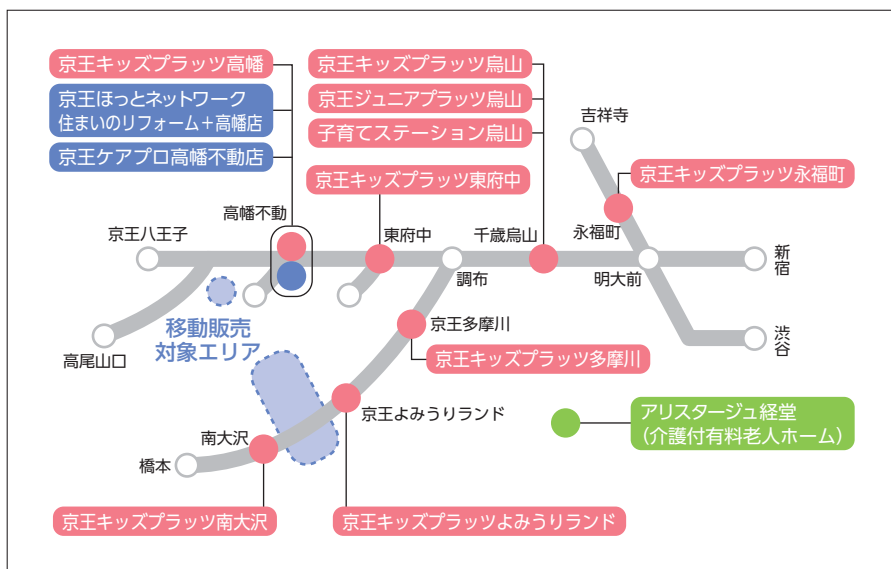 京王キッズプラッツ高幡
京王ほっとネットワーク
住まいのリフォーム＋高幡店
京王ケアプロ高幡不動店
京王キッズプラッツ烏山
京王ジュニアプラッツ烏山
子育てステーション烏山
吉祥寺
京王キッズプラッツ東府中
京王キッズプラッツ永福町
高幡不動
京王八王子
東府中
千歳烏山
永福町
新宿
調布
明大前
移動販売
対象エリア
高尾山口
京王多摩川
渋谷
京王キッズプラッツ多摩川
京王よみうりランド
アリスタージュ経堂
（介護付有料老人ホーム）
南大沢
橋本
京王キッズプラッツ南大沢
京王キッズプラッツよみうりランド